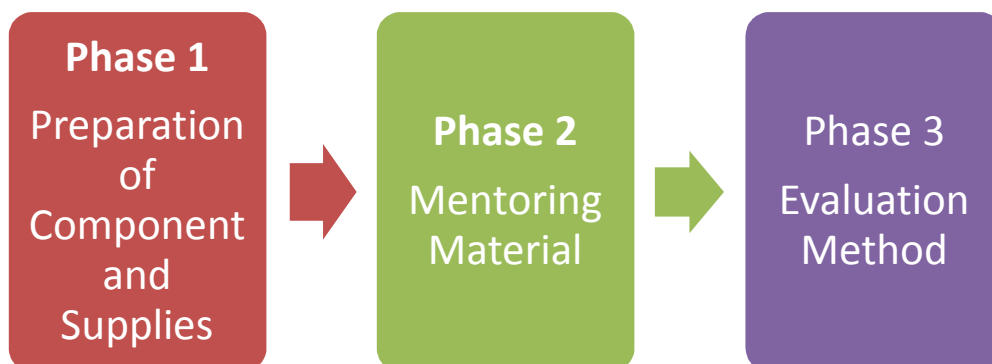 Phase 1
Preparation
of
Component
and
Supplies
Phase 2
Mentoring
Material
Phase 3
Evaluation
Method